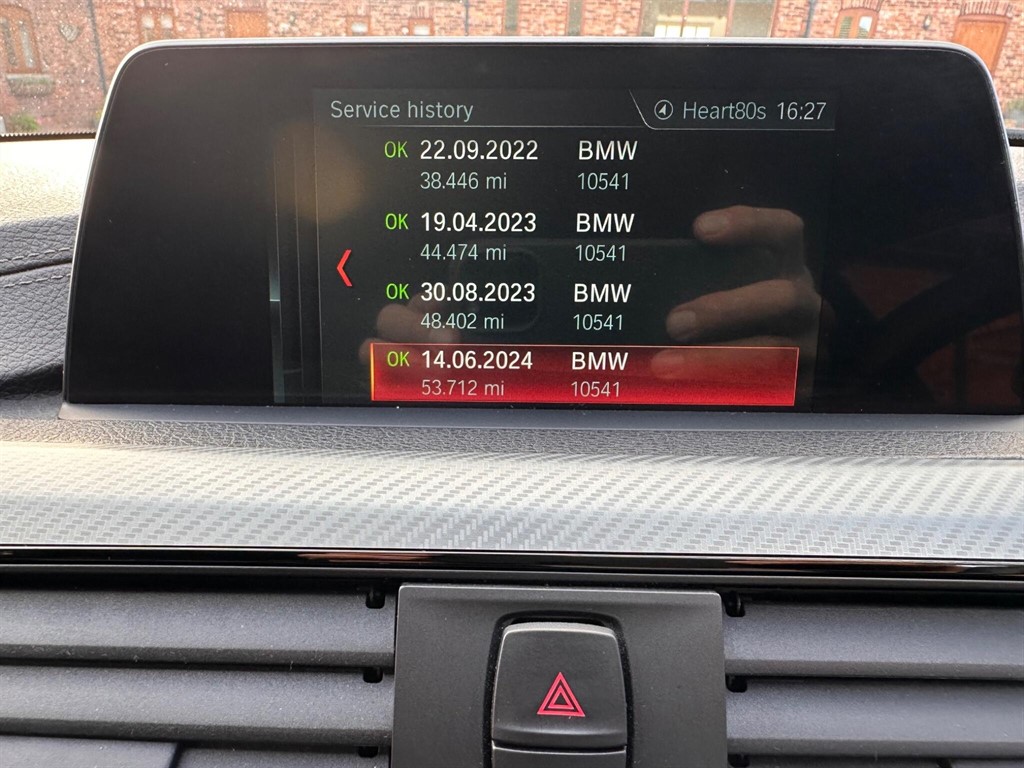 Service history Heart80s 16:27
OK 22.09.2022 BMW
38.446 mi 10541
OK 19.04.2023 BMW
44.474 mi 10541
OK 30.08.2023 BMW
48.402 mi 10541
OK 14.06.2024 BMW
53.712 mi 10541